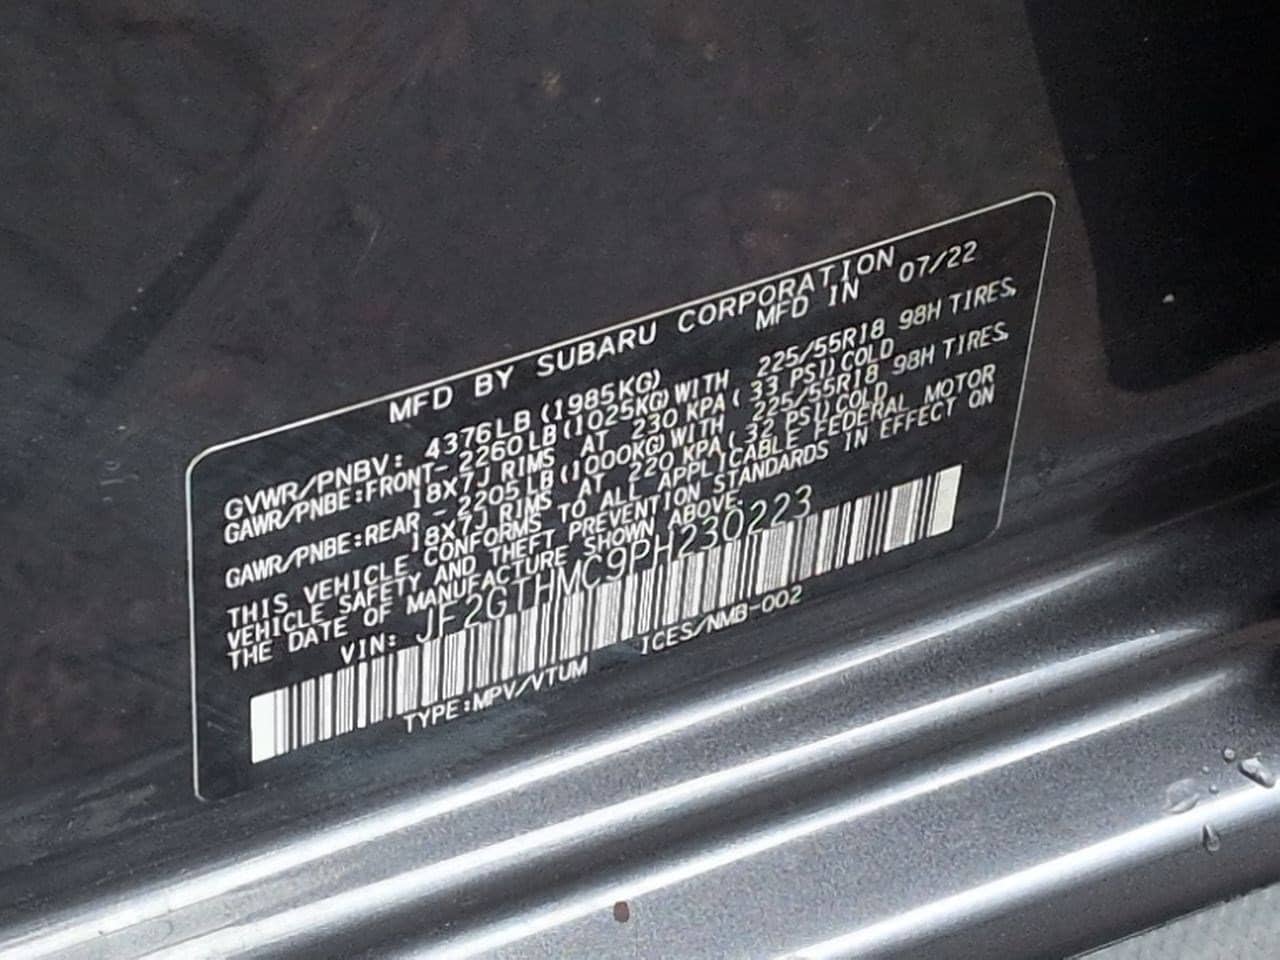 MFD BY SUBARU CORPORATION
MFD IN 07/22
GVWR/PNBV: 4376LB (1985KG)
GAWR/PNBE:FRONT- 2260LB (1025KG) WITH 225/55R18 98H TIRES,
18X7J RIMS AT 230 KPA ( 33 PSI) COLD
GAWR/PNBE:REAR - 2205LB (1000KG) WITH 225/55R18 98H TIRES,
18X7J RIMS AT 220 KPA ( 32 PSI) COLD.
THIS VEHICLE CONFORMS TO ALL APPLICABLE FEDERAL MOTOR
VEHICLE SAFETY AND THEFT PREVENTION STANDARDS IN EFFECT ON
THE DATE OF MANUFACTURE SHOWN ABOVE.
VIN: JF2GTHMC9PH230223
TYPE:MPV/VTUM ICES/NMB-002